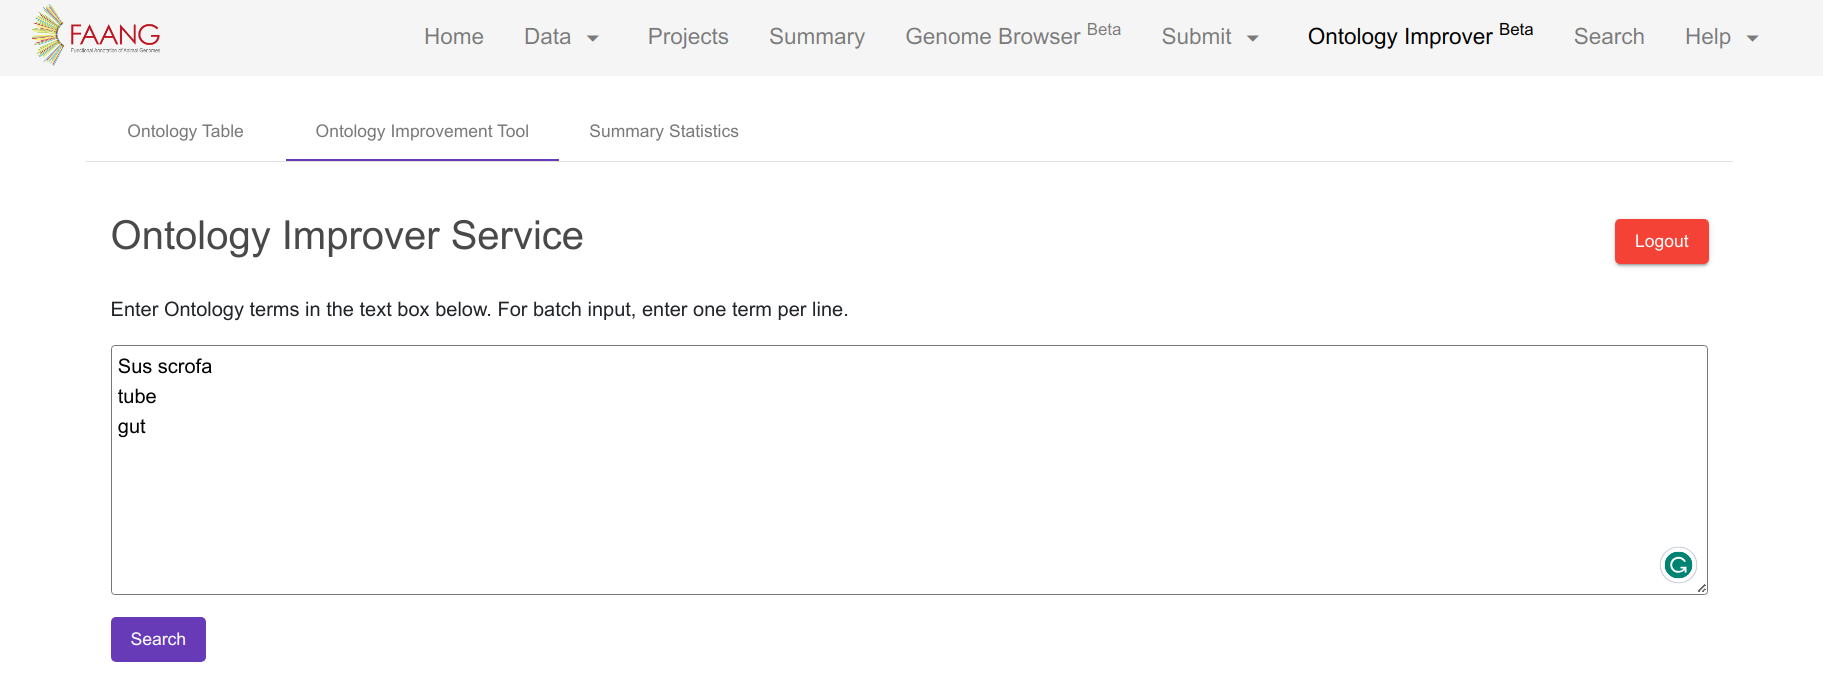 FAANG
Functional Annotation of Animal Genomes
Home Data Projects Summary Genome Browser Beta Submit Ontology Improver Beta Search Help
Ontology Table Ontology Improvement Tool Summary Statistics
Ontology Improver Service
Logout
Enter Ontology terms in the text box below. For batch input, enter one term per line.
Sus scrofa
tube
gut
Search